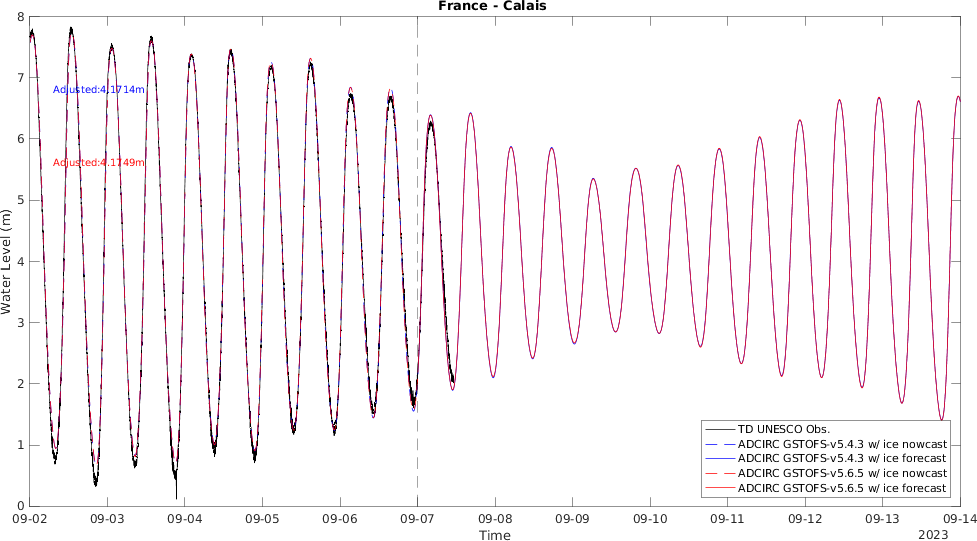 France - Calais
8
7
6
5
4
3
2
1
0
Water Level (m)
Adjusted:4.1714m
Adjusted:4.1749m
TD UNESCO Obs.
ADCIRC GSTOFS-v5.4.3 w/ ice nowcast
ADCIRC GSTOFS-v5.4.3 w/ ice forecast
ADCIRC GSTOFS-v5.6.5 w/ ice nowcast
ADCIRC GSTOFS-v5.6.5 w/ ice forecast
09-02 09-03 09-04 09-05 09-06 09-07 09-08 09-09 09-10 09-11 09-12 09-13 09-14
Time
2023